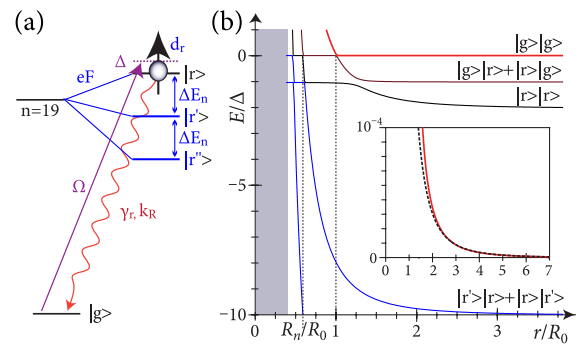 (a)
d_r
Δ
|r>
eF
ΔE_n
n=19
|r'>
ΔE_n
|r''>
Ω
γ_r, k_R
|g>
(b)
|g>|g>
0
|g>|r>+|r>|g>
|r>|r>
E/Δ
10^-4
−5
0
0 1 2 3 4 5 6 7
|r'>|r>+|r>|r'>
−10
0 R_n/R_0 1 2 3 r/R_0